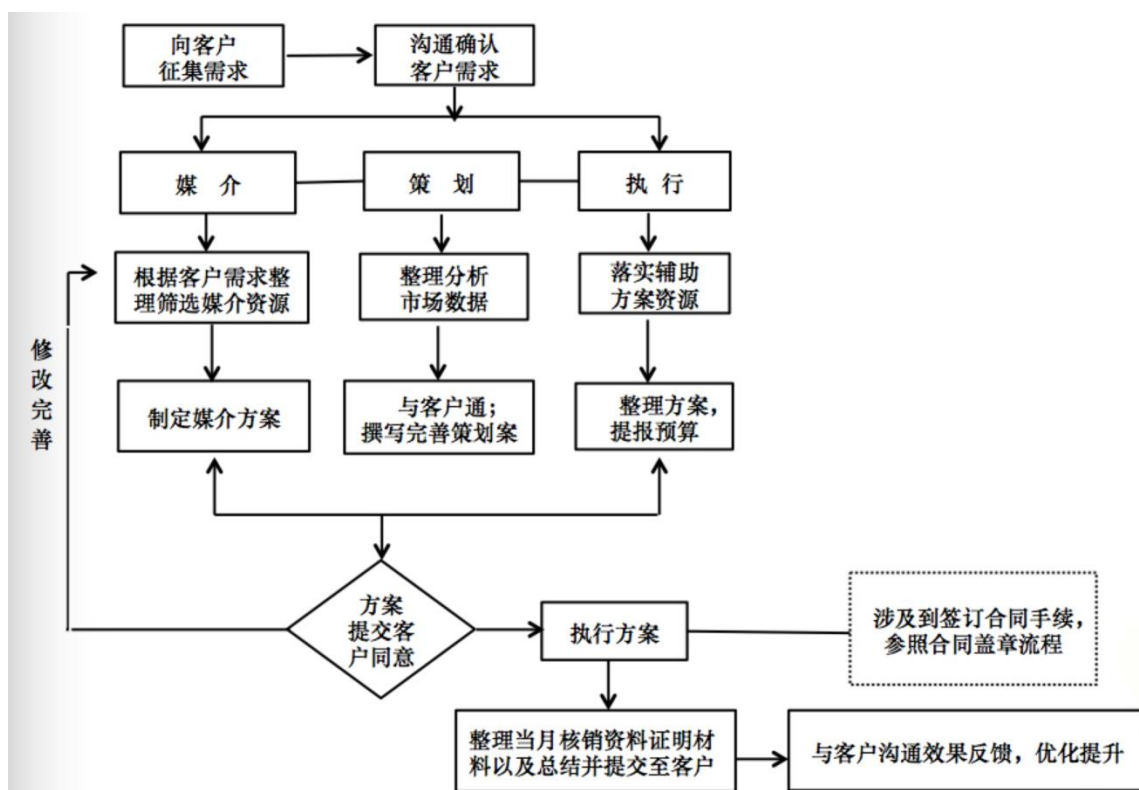 向客户
征集需求
沟通确认
客户需求
媒 介
策 划
执 行
根据客户需求整
理筛选媒介资源
整理分析
市场数据
落实辅助
方案资源
修改完善
制定媒介方案
与客户通;
撰写完善策划案
整理方案，
提报预算
方案
提交客
户同意
执行方案
涉及到签订合同手续，
参照合同盖章流程
整理当月核销资料证明材
料以及总结并提交至客户
与客户沟通效果反馈，优化提升